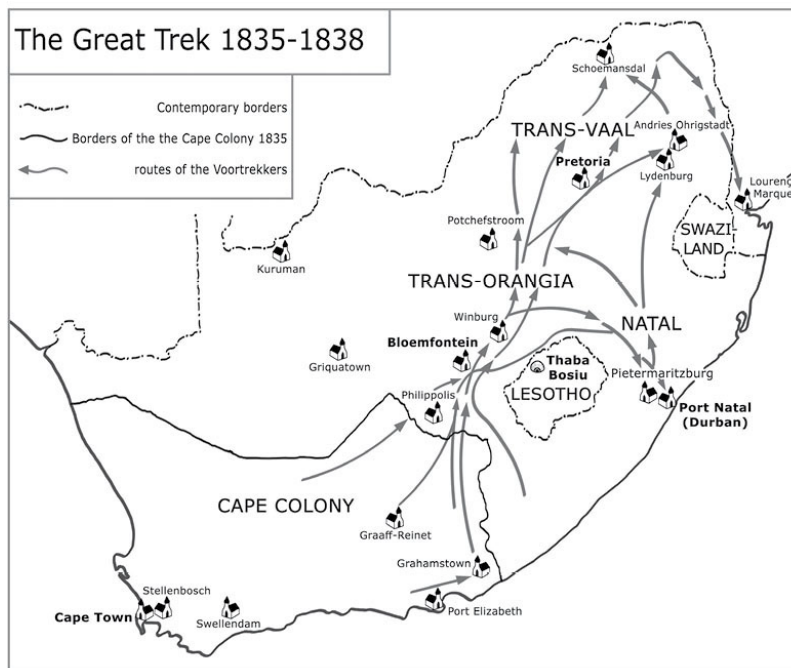 The Great Trek 1835-1838
Contemporary borders
Borders of the the Cape Colony 1835
routes of the Voortrekkers
Schoemansdal
TRANS-VAAL
Andries Ohrigstadt
Pretoria
Lydenburg
Lourenç
Marque
Potchefstroom
SWAZI-
LAND
Kuruman
TRANS-ORANGIA
Winburg
NATAL
Bloemfontein
Griquatown
Thaba
Bosiu
Pietermaritzburg
Philippolis
LESOTHO
Port Natal
(Durban)
CAPE COLONY
Graaff-Reinet
Grahamstown
Stellenbosch
Cape Town
Swellendam
Port Elizabeth